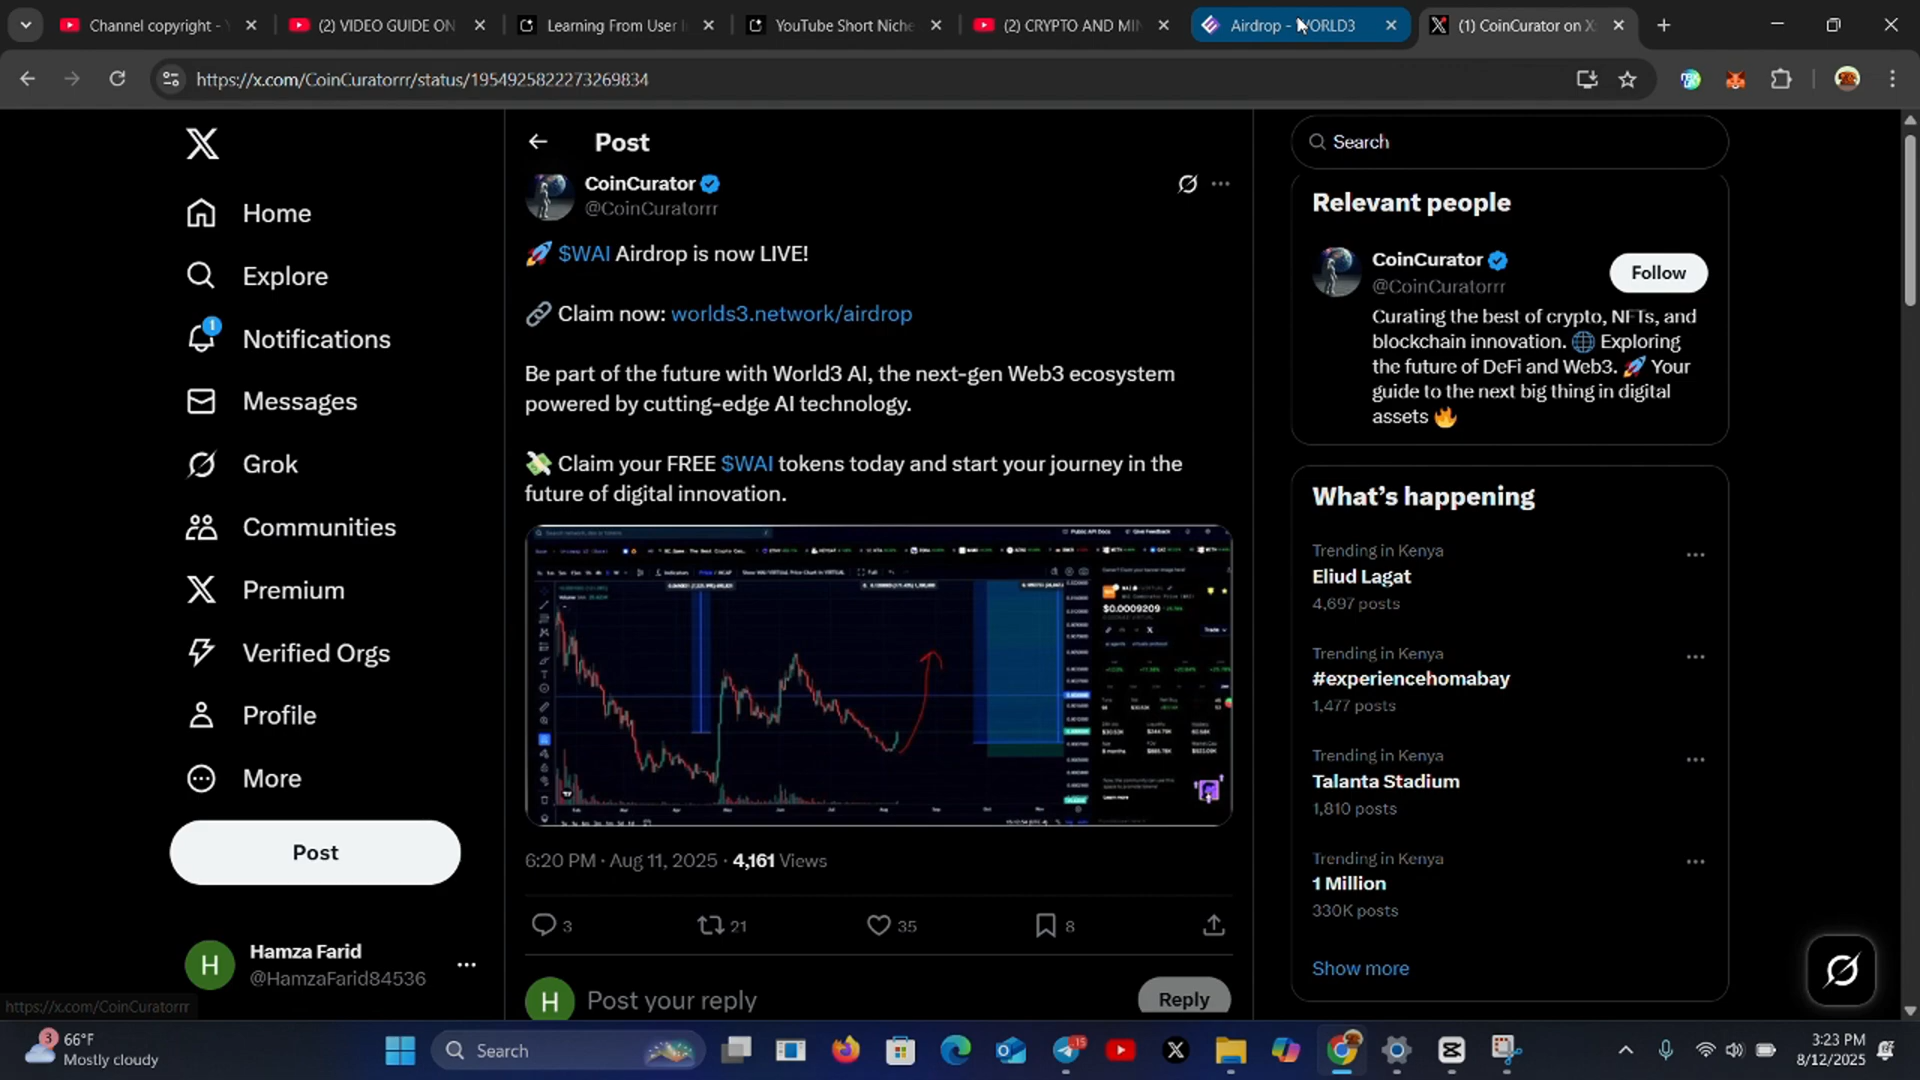 Channel copyright - Y
(2) VIDEO GUIDE ON
Learning From User I
YouTube Short Niche
(2) CRYPTO AND MIN
Airdrop - WORLD3
(1) CoinCurator on X
https://x.com/CoinCuratorrr/status/1954925822273269834
Home
Explore
1
Notifications
Messages
Grok
Communities
Premium
Verified Orgs
Profile
More
Post
H
Hamza Farid
@HamzaFarid84536
https://x.com/CoinCuratorrr
Post
CoinCurator
@CoinCuratorrr
🚀 $WAI Airdrop is now LIVE!
🔗 Claim now: worlds3.network/airdrop
Be part of the future with World3 AI, the next-gen Web3 ecosystem
powered by cutting-edge AI technology.
💸 Claim your FREE $WAI tokens today and start your journey in the
future of digital innovation.
Public API Docs
Give Feedback
$0.0009209
6:20 PM · Aug 11, 2025 · 4,161 Views
3
21
35
8
H
Post your reply
Reply
Search
Relevant people
CoinCurator
@CoinCuratorrr
Follow
Curating the best of crypto, NFTs, and
blockchain innovation. 🌐 Exploring
the future of DeFi and Web3. 🚀 Your
guide to the next big thing in digital
assets 🔥
What's happening
Trending in Kenya
Eliud Lagat
4,697 posts
Trending in Kenya
#experiencehomabay
1,477 posts
Trending in Kenya
Talanta Stadium
1,810 posts
Trending in Kenya
1 Million
330K posts
Show more
3
66°F
Mostly cloudy
Search
15
3:23 PM
8/12/2025